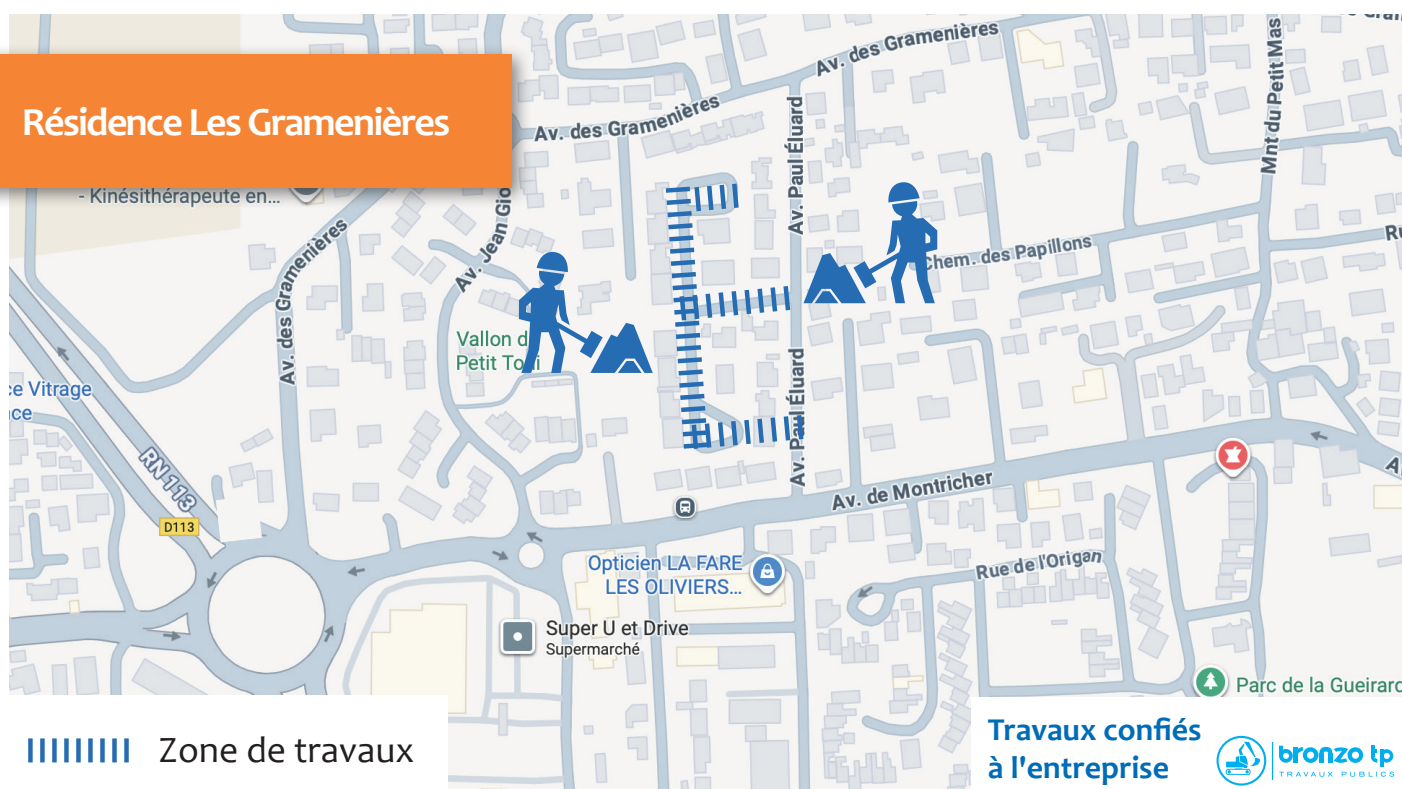 Résidence Les Gramenières
- Kinésithérapeute en...
Av. des Gramenières
Av. des Gramenières
Av. des Gramenières
Av. Jean Gio
Av. Paul Éluard
Av. Paul Éluard
Mnt du Petit Mas
Chem. des Papillons
Vallon d
Petit To
i
ce Vitrage
ce
RN 113
D113
Av. de Montricher
Opticien LA FARE
LES OLIVIERS...
Rue de l'Origan
Super U et Drive
Supermarché
Parc de la Gueirard
Zone de travaux
Travaux confiés
à l'entreprise
bronzo tp
TRAVAUX PUBLICS